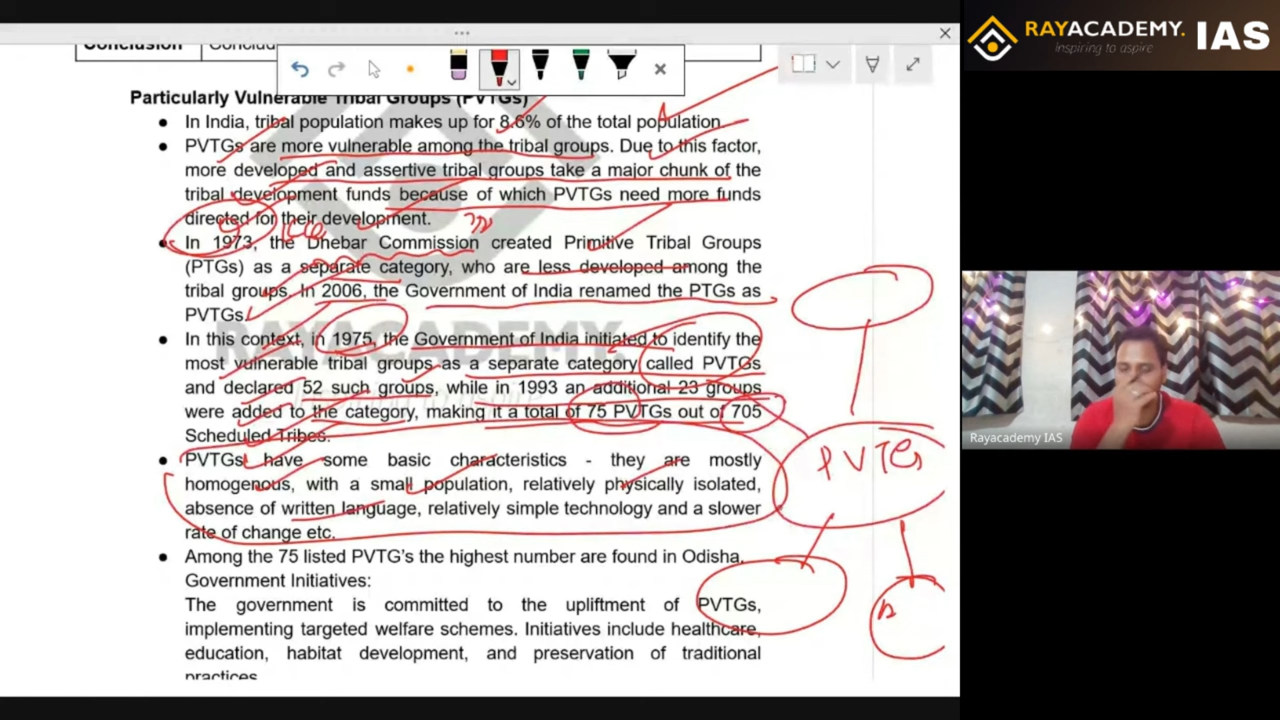 Conclusion Conclu
RAYACADEMY.
inspiring to aspire
IAS
Particularly Vulnerable Tribal Groups (PVTGs)
● In India, tribal population makes up for 8.6% of the total population.
● PVTGs are more vulnerable among the tribal groups. Due to this factor,
more developed and assertive tribal groups take a major chunk of the
tribal development funds because of which PVTGs need more funds
directed for their development.
● In 1973, the Dhebar Commission created Primitive Tribal Groups
(PTGs) as a separate category, who are less developed among the
tribal groups. In 2006, the Government of India renamed the PTGs as
PVTGs.
● In this context, in 1975, the Government of India initiated to identify the
most vulnerable tribal groups as a separate category called PVTGs
and declared 52 such groups, while in 1993 an additional 23 groups
were added to the category, making it a total of 75 PVTGs out of 705
Scheduled Tribes.
● PVTGs have some basic characteristics - they are mostly
homogenous, with a small population, relatively physically isolated,
absence of written language, relatively simple technology and a slower
rate of change etc.
● Among the 75 listed PVTG's the highest number are found in Odisha.
Government Initiatives:
The government is committed to the upliftment of PVTGs,
implementing targeted welfare schemes. Initiatives include healthcare,
education, habitat development, and preservation of traditional
practices.
RAYACADEMY.
PVTG
Rayacademy IAS